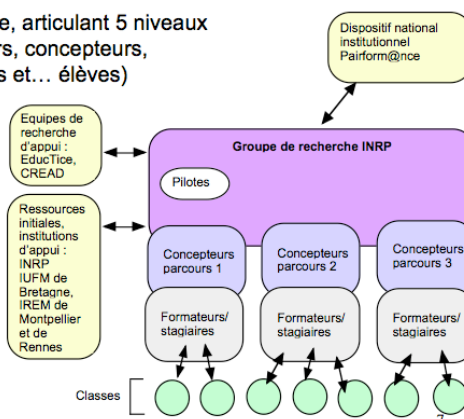 e, articulant 5 niveaux
rs, concepteurs,
s et… élèves)
Dispositif national
institutionnel
Pairform@nce
Equipes de
recherche
d'appui :
EducTice,
CREAD
Groupe de recherche INRP
Pilotes
Ressources
initiales,
institutions
d'appui :
INRP
IUFM de
Bretagne,
IREM de
Montpellier
et de
Rennes
Concepteurs
parcours 1
Concepteurs
parcours 2
Concepteurs
parcours 3
Formateurs/
stagiaires
Formateurs/
stagiaires
Formateurs/
stagiaires
Classes